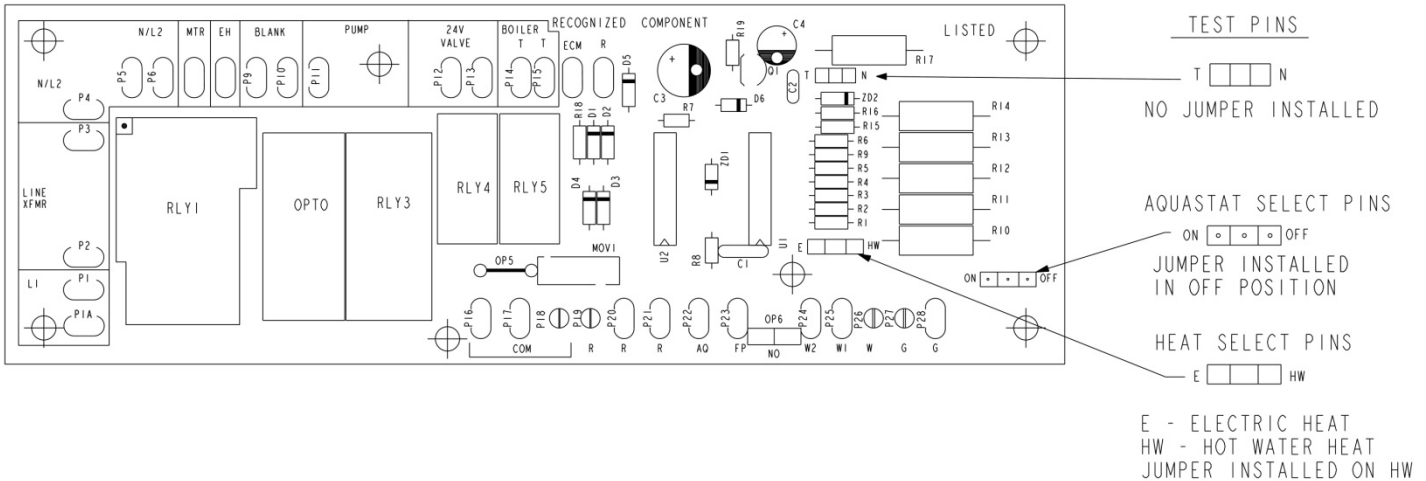 RECOGNIZED COMPONENT
LISTED
N/L2 MTR EH BLANK PUMP 24V VALVE BOILER T T ECM R
P5 P6 P9 P10 P11 P12 P13 P14 P15
N/L2
P4
P3
LINE
XFMR
P2
L1
P1
P1A
RLY1
OPTO
RLY3
RLY4
RLY5
R18 D1 D2 D5
D4 D3
MOV1
OP5
C3
R7
D6
R19
Q1
C4
C2
R17
T N
ZD2
R16
R15
R6
R9
R5
R4
R3
R2
R1
ZD1
U2
R8
C1
U1
E HW
R14
R13
R12
R11
R10
ON OFF
P16 P17 P18 P19 P20 P21 P22 P23 OP6 P24 P25 P26 P27 P28
COM R R R AQ FP NO W2 W1 W G G
TEST PINS
T N
NO JUMPER INSTALLED
AQUASTAT SELECT PINS
ON OFF
JUMPER INSTALLED
IN OFF POSITION
HEAT SELECT PINS
E HW
E - ELECTRIC HEAT
HW - HOT WATER HEAT
JUMPER INSTALLED ON HW